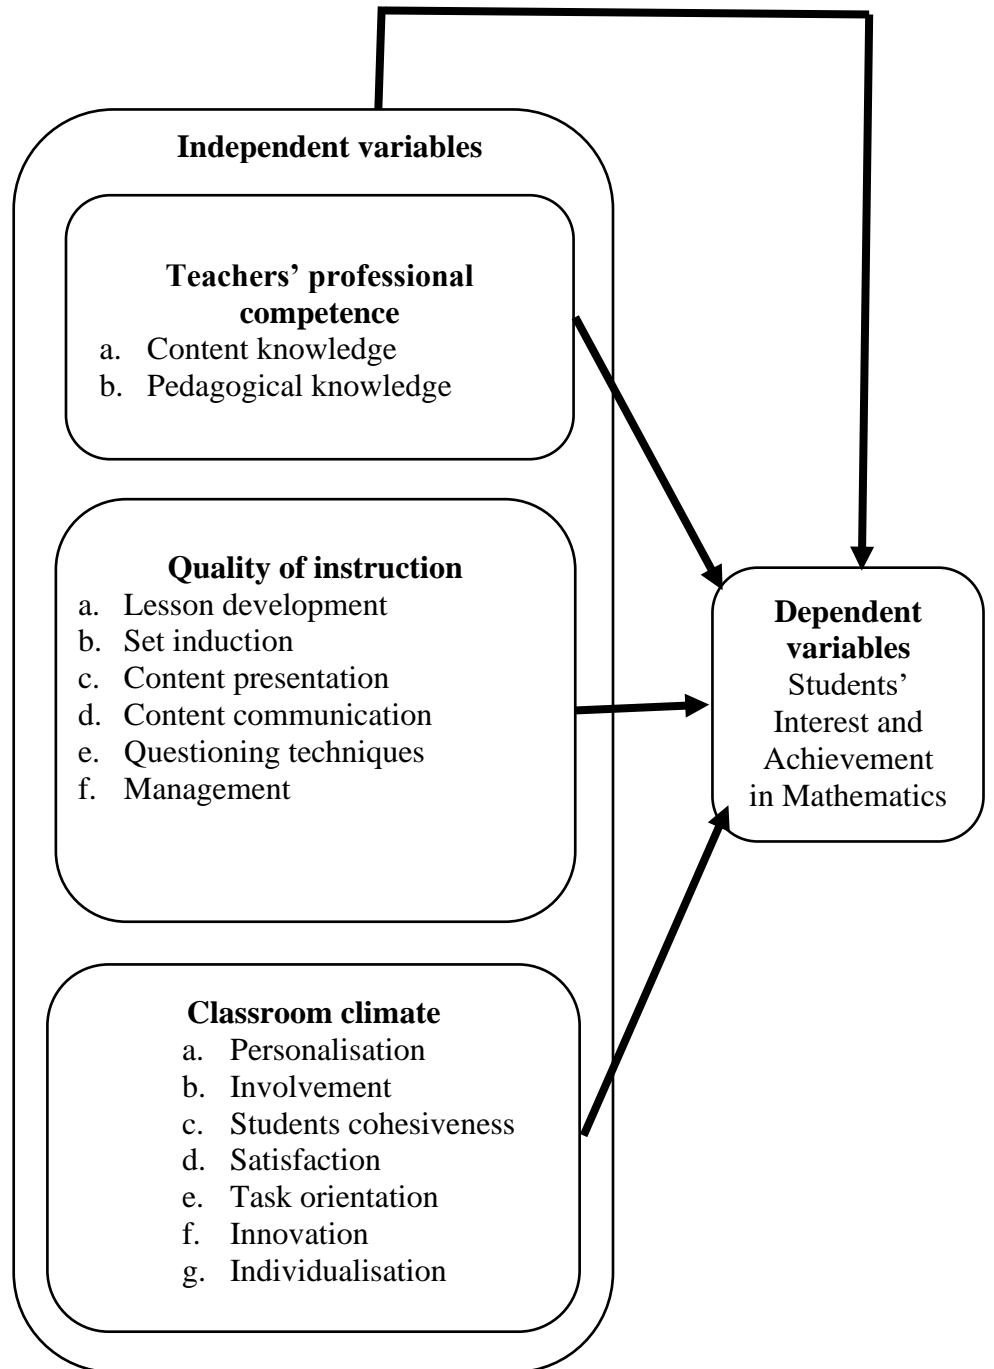 Independent variables
Teachers’ professional
competence
a. Content knowledge
b. Pedagogical knowledge
Quality of instruction
a. Lesson development
b. Set induction
c. Content presentation
d. Content communication
e. Questioning techniques
f. Management
Classroom climate
a. Personalisation
b. Involvement
c. Students cohesiveness
d. Satisfaction
e. Task orientation
f. Innovation
g. Individualisation
Dependent
variables
Students’
Interest and
Achievement
in Mathematics